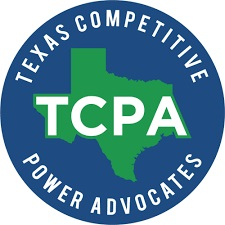 TEXAS COMPETITIVE
TCPA
POWER ADVOCATES